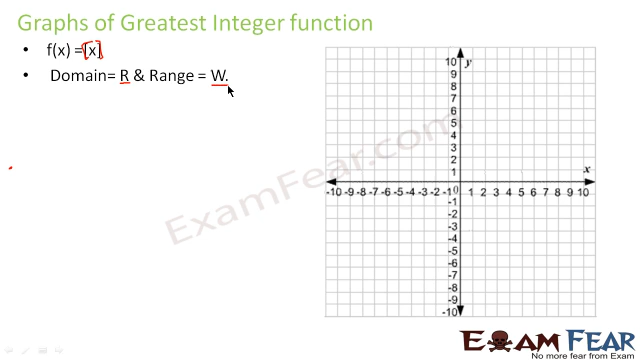 Graphs of Greatest Integer function
• f(x) =[x]
• Domain= R & Range = W.
ExamFear.com
y
10
9
8
7
6
5
4
3
2
1
x
-10 -9 -8 -7 -6 -5 -4 -3 -2 -1 0 1 2 3 4 5 6 7 8 9 10
-1
-2
-3
-4
-5
-6
-7
-8
-9
-10
EXAM FEAR
No more fear from Exam